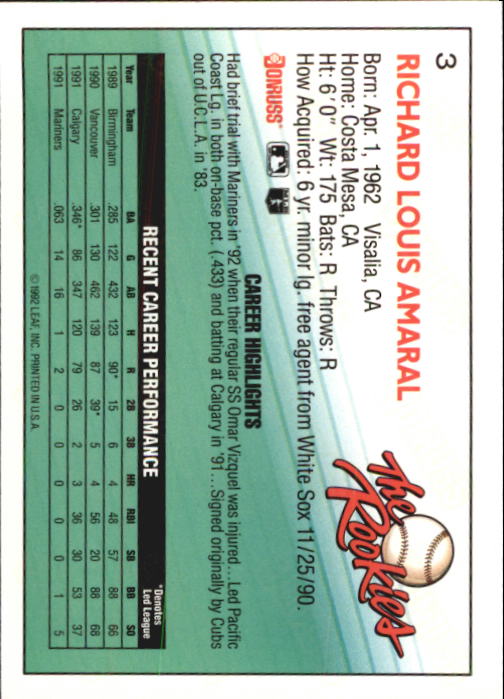 3
RICHARD LOUIS AMARAL
The Rookies
Born: Apr. 1, 1962 Visalia, CA
Home: Costa Mesa, CA
Ht: 6'0" Wt: 175 Bats: R Throws: R
How Acquired: 6 yr. minor lg. free agent from White Sox 11/25/90.
DONRUSS
CAREER HIGHLIGHTS
Had brief trial with Mariners in '92 when their regular SS Omar Vizquel was injured...Led Pacific
Coast Lg. in both on-base pct. (.433) and batting at Calgary in '91...Signed originally by Cubs
out of U.C.L.A. in '83.
RECENT CAREER PERFORMANCE
*Denotes
Led League
Year Team BA G AB H R 2B 3B HR RBI SB BB SO
1989 Birmingham .285 122 432 123 90* 15 6 4 48 57 88 66
1990 Vancouver .301 130 462 139 87 39* 5 4 56 20 88 68
1991 Calgary .346* 86 347 120 79 26 2 3 36 30 53 37
1991 Mariners .063 14 16 1 2 0 0 0 0 0 1 5
©1992 LEAF, INC. PRINTED IN U.S.A.